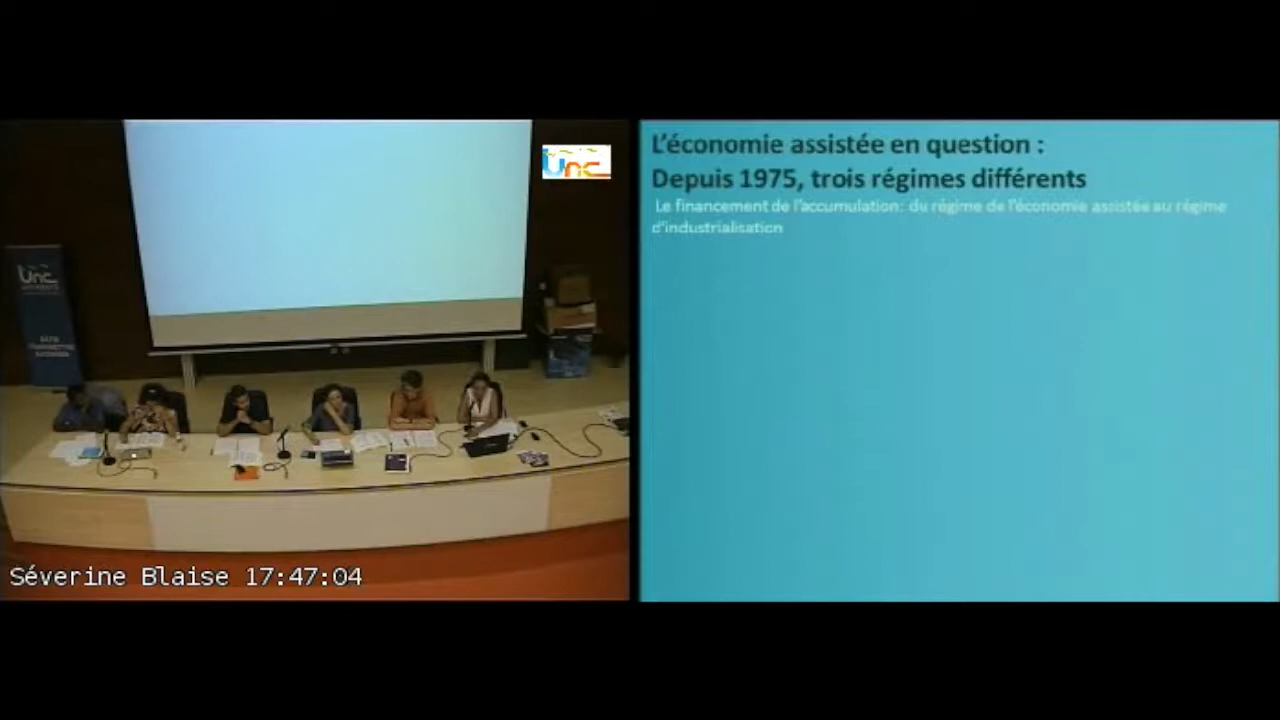 Unc
Unc
Séverine Blaise 17:47:04
L'économie assistée en question :
Depuis 1975, trois régimes différents
Le financement de l'accumulation: du régime de l'économie assistée au régime
d'industrialisation